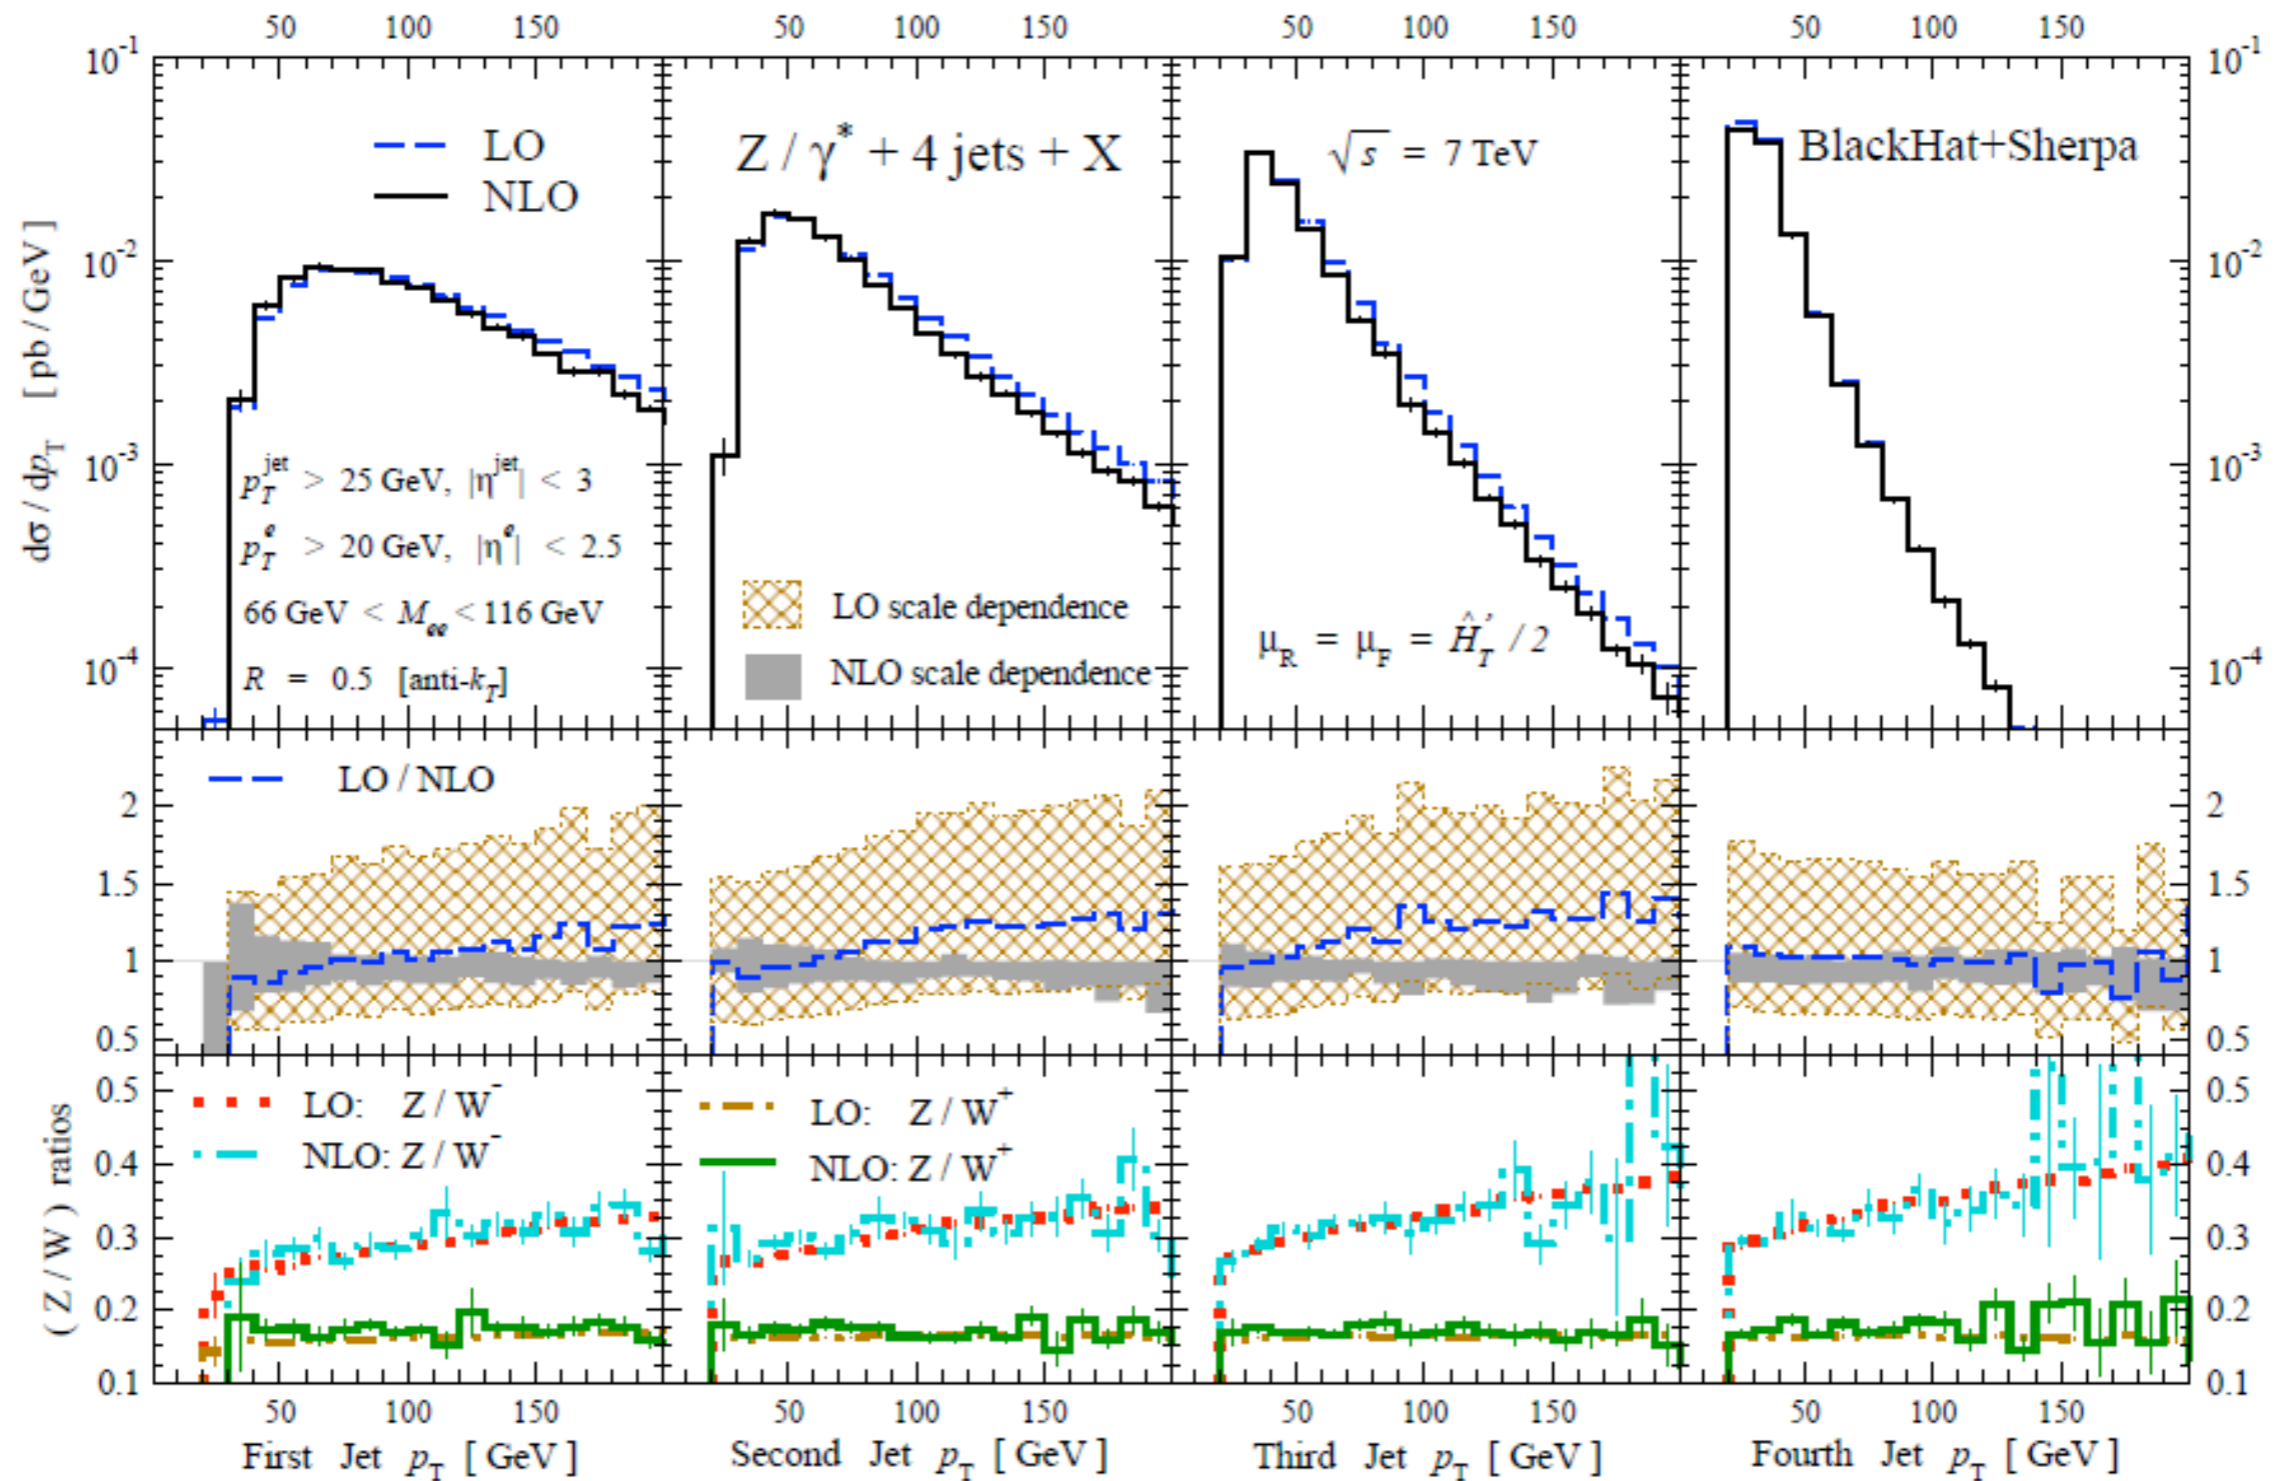 50 100 150 50 100 150 50 100 150 50 100 150
10^-1 10^-1
LO
NLO
Z / γ* + 4 jets + X
√s = 7 TeV
BlackHat+Sherpa
dσ / dp_T [ pb / GeV ]
10^-2 10^-2
10^-3 10^-3
p_T^jet > 25 GeV, |η^jet| < 3
p_T^e > 20 GeV, |η^e| < 2.5
66 GeV < M_ee < 116 GeV
R = 0.5 [anti-k_T]
LO scale dependence
NLO scale dependence
μ_R = μ_F = Ĥ_T' / 2
10^-4 10^-4
LO / NLO
2 2
1.5 1.5
1 1
0.5 0.5
( Z / W ) ratios
0.5 0.5
LO: Z / W^-
NLO: Z / W^-
LO: Z / W^+
NLO: Z / W^+
0.4 0.4
0.3 0.3
0.2 0.2
0.1 0.1
50 100 150 50 100 150 50 100 150 50 100 150
First Jet p_T [ GeV ]
Second Jet p_T [ GeV ]
Third Jet p_T [ GeV ]
Fourth Jet p_T [ GeV ]